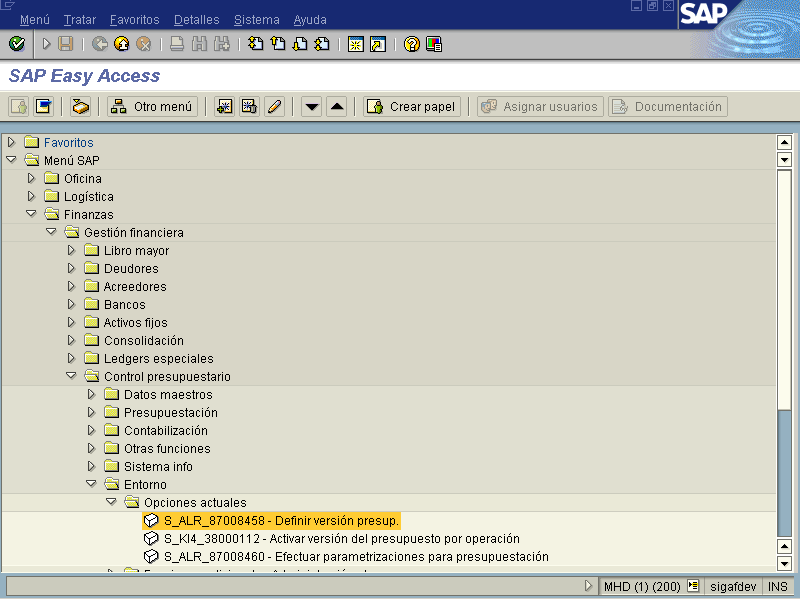 Menú Tratar Favoritos Detalles Sistema Ayuda
SAP
SAP Easy Access
Otro menú Crear papel Asignar usuarios Documentación
Favoritos
Menú SAP
Oficina
Logística
Finanzas
Gestión financiera
Libro mayor
Deudores
Acreedores
Bancos
Activos fijos
Consolidación
Ledgers especiales
Control presupuestario
Datos maestros
Presupuestación
Contabilización
Otras funciones
Sistema info
Entorno
Opciones actuales
S_ALR_87008458 - Definir versión presup.
S_KI4_38000112 - Activar versión del presupuesto por operación
S_ALR_87008460 - Efectuar parametrizaciones para presupuestación
MHD (1) (200) sigafdev INS